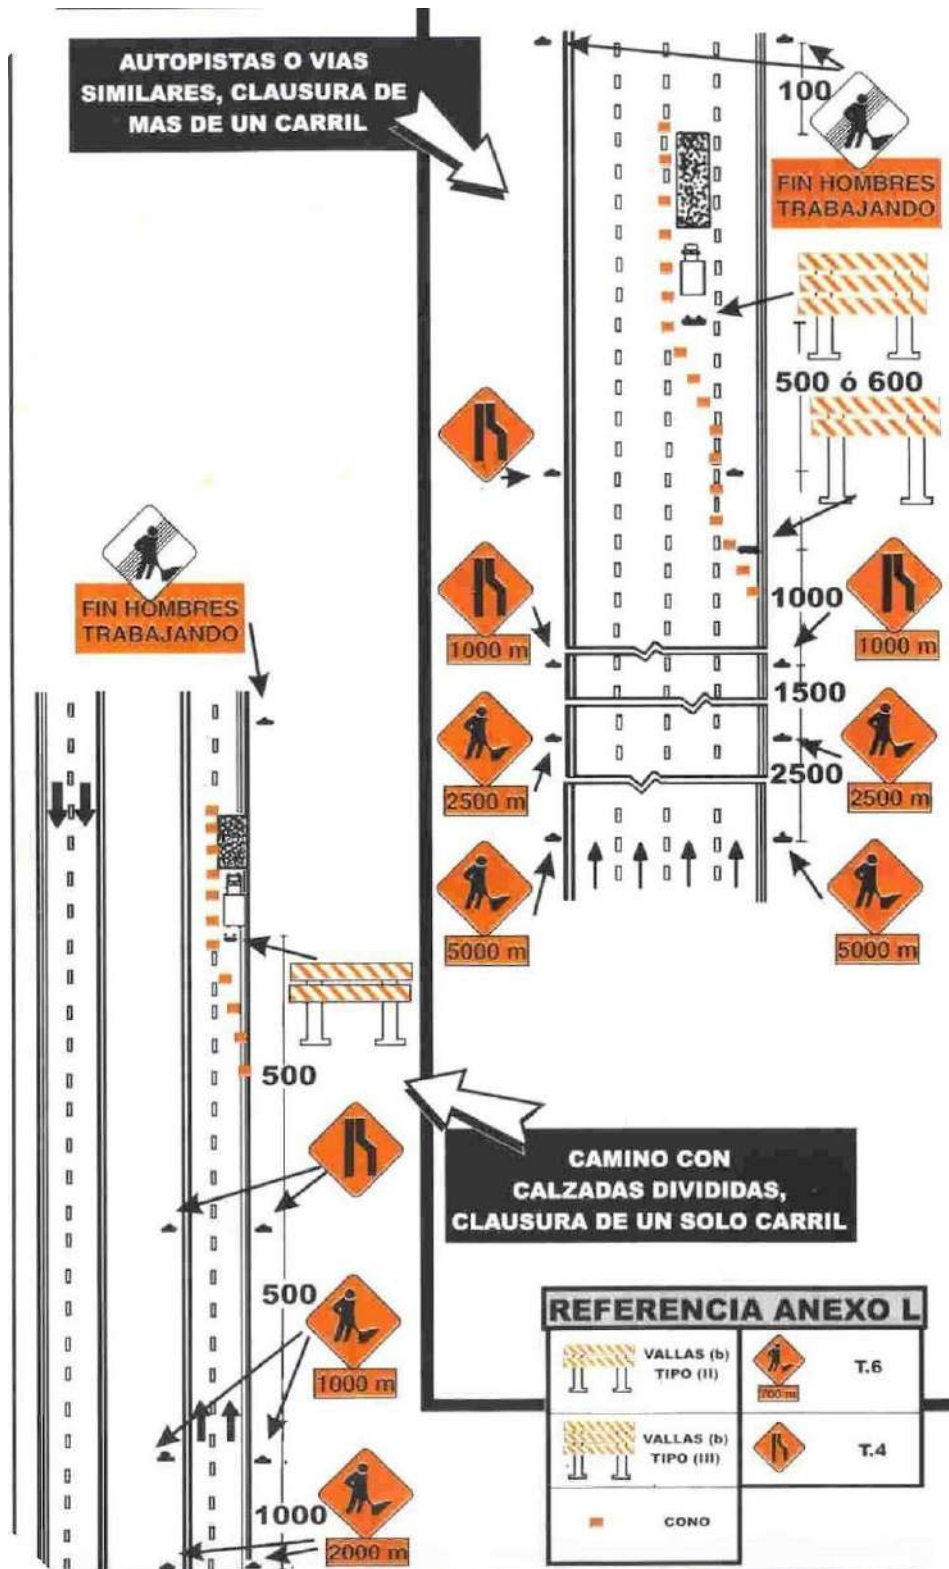 AUTOPISTAS O VIAS
SIMILARES, CLAUSURA DE
MAS DE UN CARRIL
100
FIN HOMBRES
TRABAJANDO
500 ó 600
1000
1000 m
1000 m
1500
2500 m
2500
2500 m
5000 m
5000 m
FIN HOMBRES
TRABAJANDO
500
500
1000 m
1000
2000 m
CAMINO CON
CALZADAS DIVIDIDAS,
CLAUSURA DE UN SOLO CARRIL
REFERENCIA ANEXO L
VALLAS (b)
TIPO (II)
700 m
T.6
VALLAS (b)
TIPO (III)
T.4
CONO